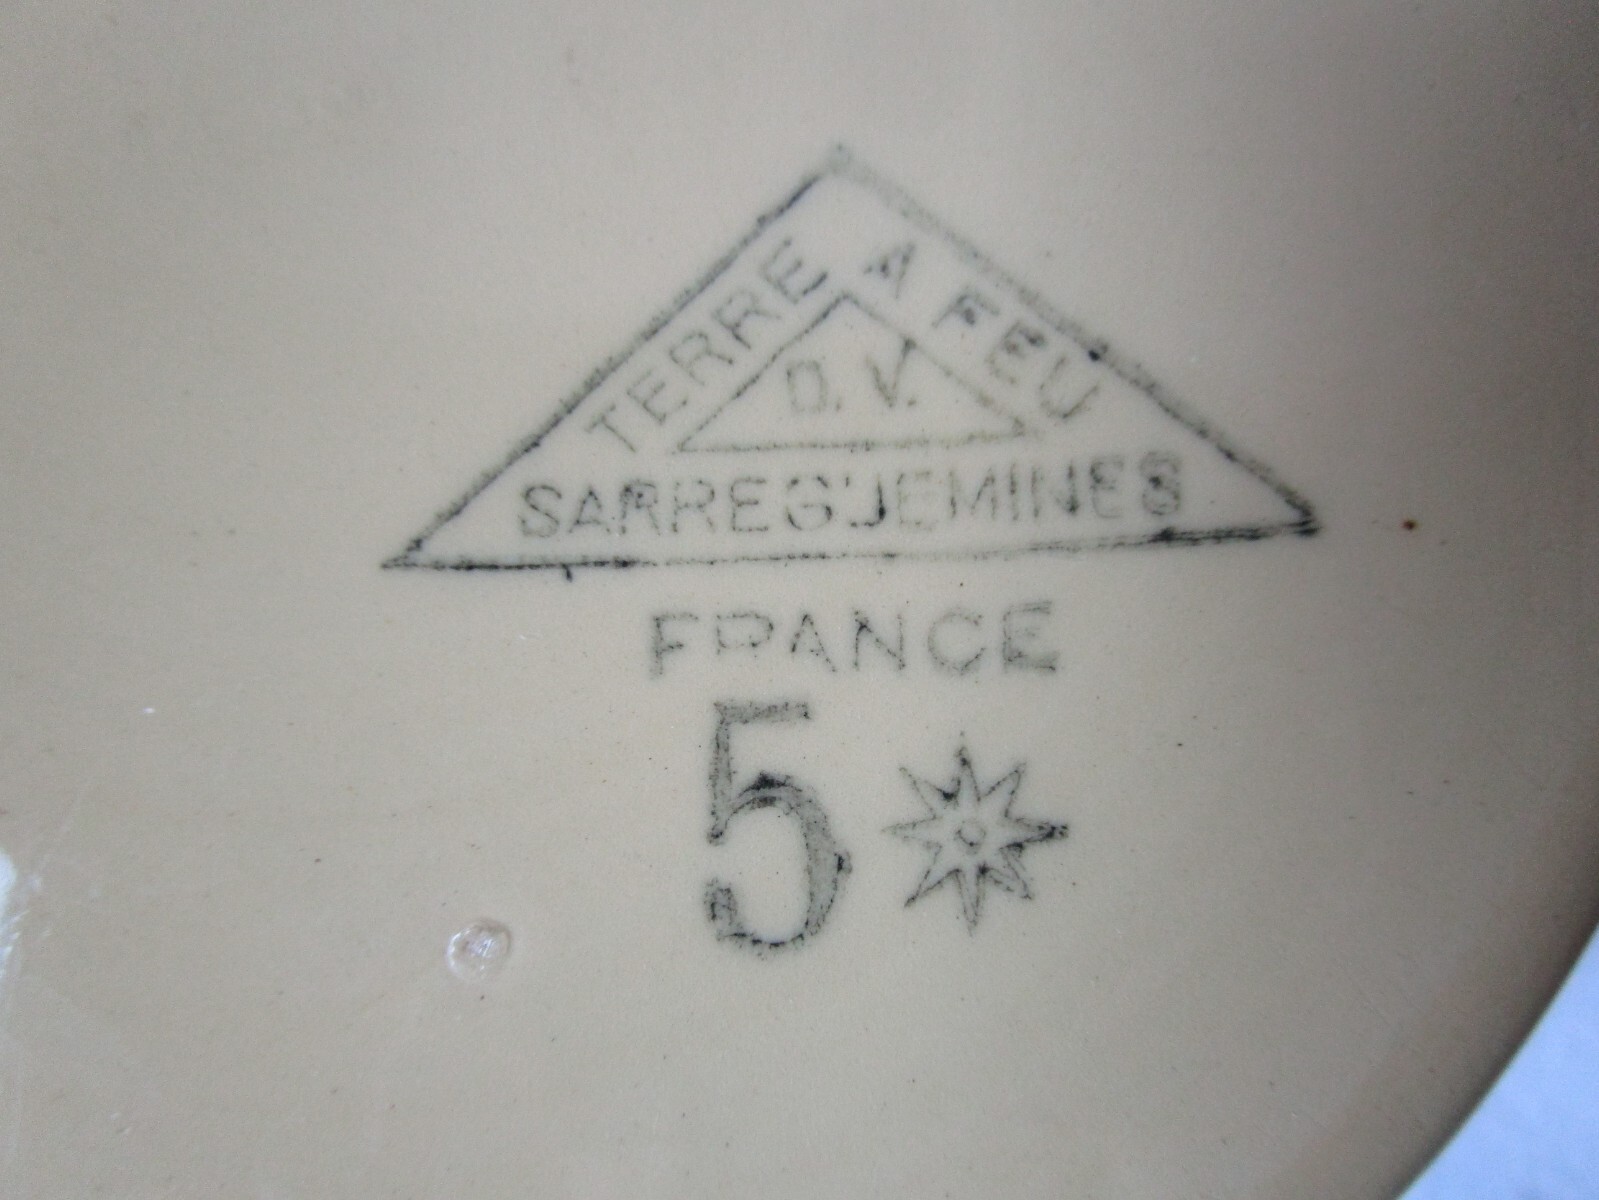 TERRE A FEU
D.V.
SARREGUEMINES
FRANCE
5